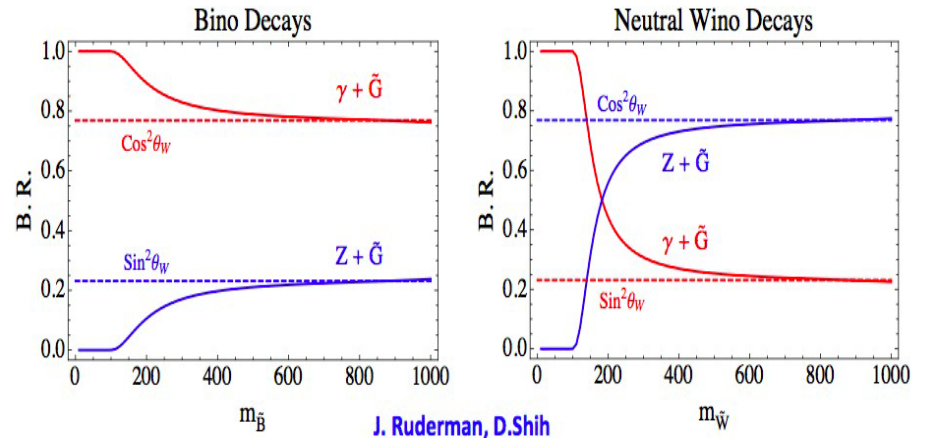 Bino Decays
B. R.
1.0
0.8
0.6
0.4
0.2
0.0
γ + G̃
Cos²θ_W
Sin²θ_W
Z + G̃
0 200 400 600 800 1000
m_B̃
Neutral Wino Decays
B. R.
1.0
0.8
0.6
0.4
0.2
0.0
Cos²θ_W
Z + G̃
γ + G̃
Sin²θ_W
0 200 400 600 800 1000
m_W̃
J. Ruderman, D.Shih